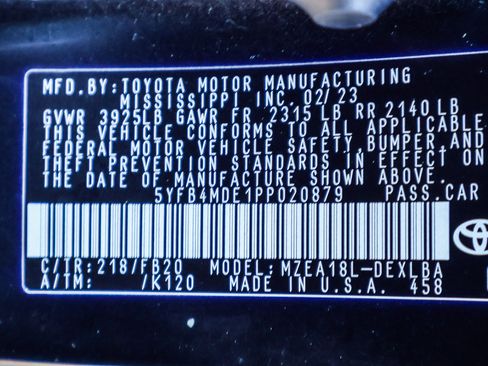 MFD.BY:TOYOTA MOTOR MANUFACTURING
MISSISSIPPI INC. 02/23
GVWR 3925LB GAWR FR 2315 LB RR 2140 LB
THIS VEHICLE CONFORMS TO ALL APPLICABLE
FEDERAL MOTOR VEHICLE SAFETY,BUMPER,AND
THEFT PREVENTION STANDARDS IN EFFECT ON
THE DATE OF MANUFACTURE SHOWN ABOVE.
5YFB4MDE1PP020879 PASS.CAR
C/TR:218/FB20 MODEL:MZEA18L-DEXLBA
A/TM: /K120 MADE IN U.S.A. 458